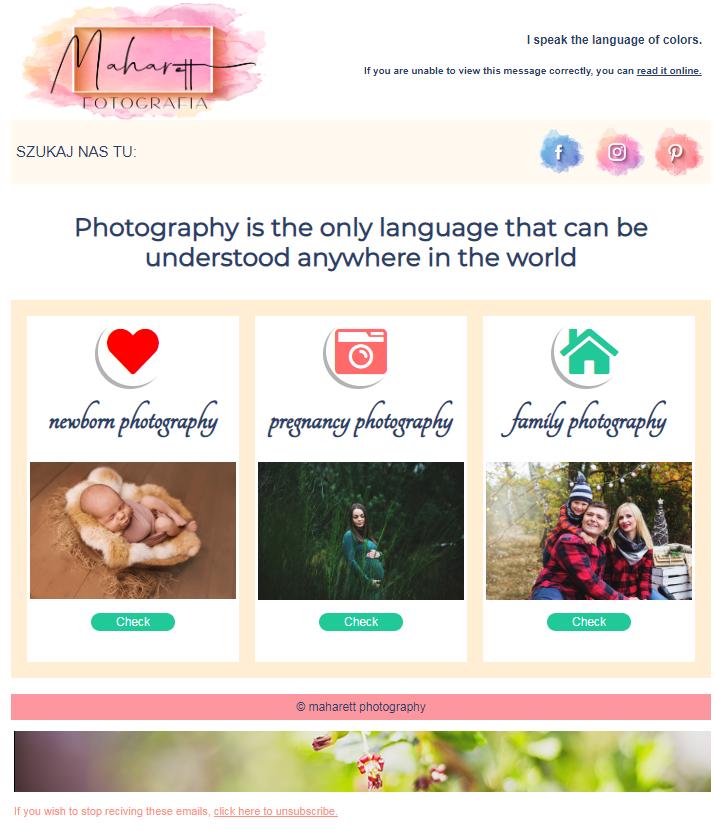 Maharett
FOTOGRAFIA
I speak the language of colors.
If you are unable to view this message correctly, you can read it online.
SZUKAJ NAS TU:
f
Photography is the only language that can be
understood anywhere in the world
newborn photography
pregnancy photography
family photography
Check
Check
Check
© maharett photography
If you wish to stop reciving these emails, click here to unsubscribe.